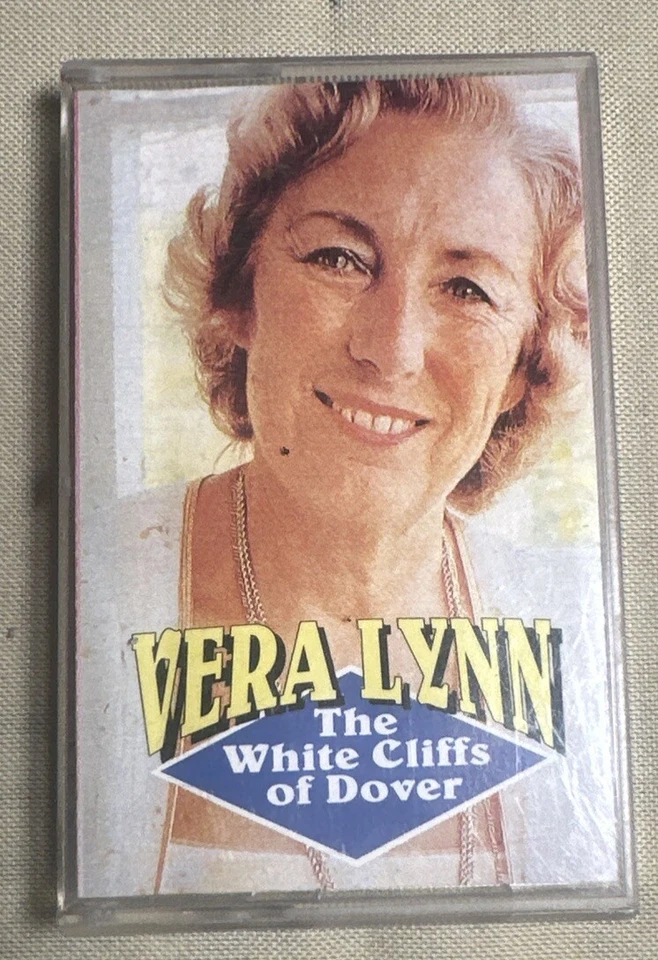 VERA LYNN
The
White Cliffs
of Dover